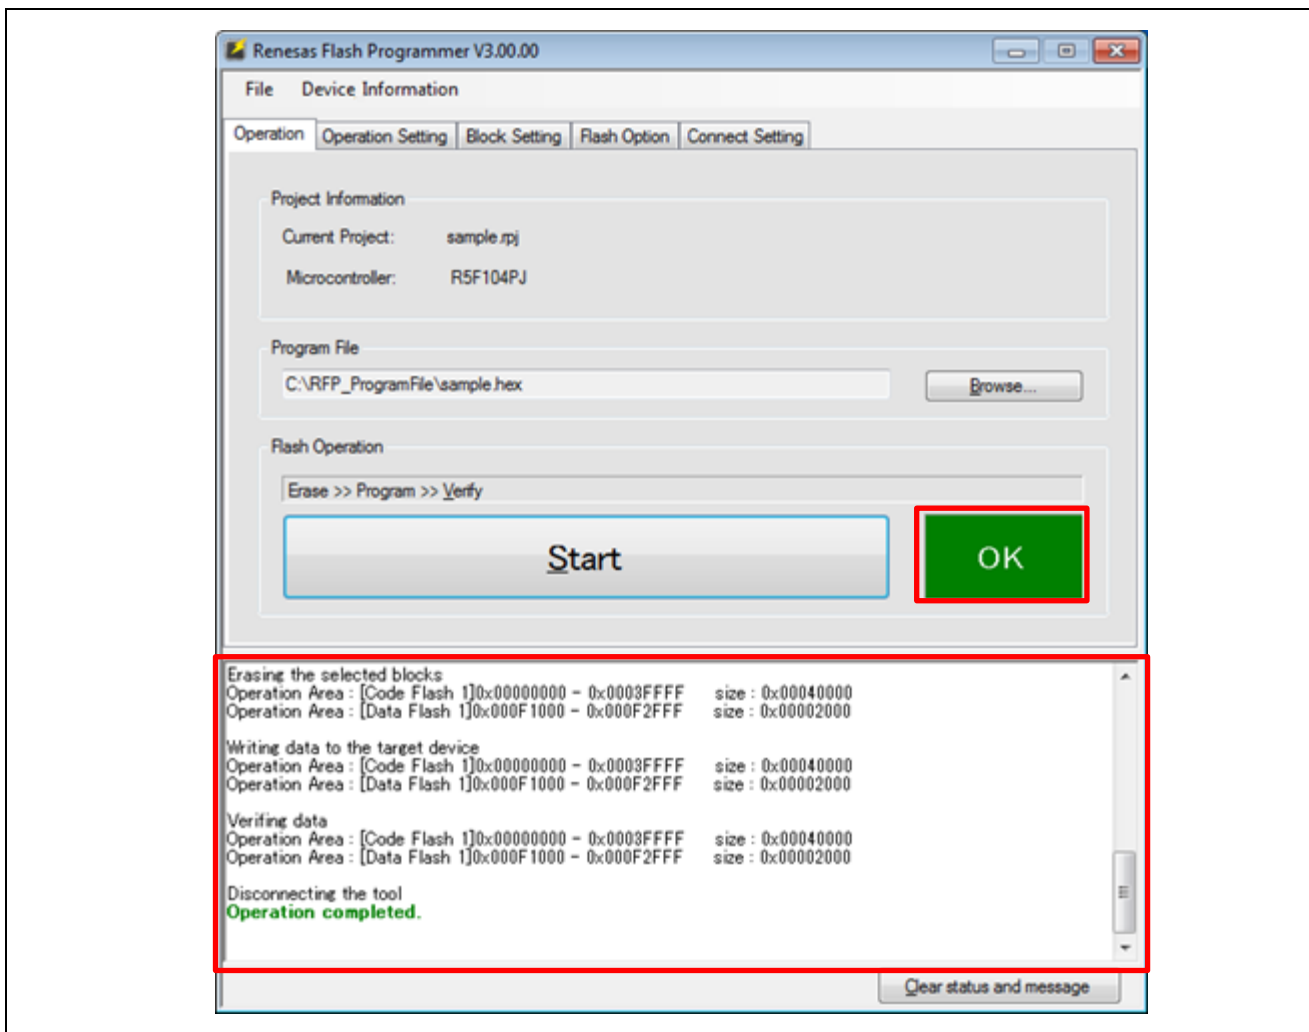 Renesas Flash Programmer V3.00.00
File Device Information
Operation Operation Setting Block Setting Flash Option Connect Setting
Project Information
Current Project: sample.rpj
Microcontroller: R5F104PJ
Program File
C:\RFP_ProgramFile\sample.hex Browse...
Flash Operation
Erase >> Program >> Verify
Start OK
Erasing the selected blocks
Operation Area : [Code Flash 1]0x00000000 - 0x0003FFFF size : 0x00040000
Operation Area : [Data Flash 1]0x000F1000 - 0x000F2FFF size : 0x00002000
Writing data to the target device
Operation Area : [Code Flash 1]0x00000000 - 0x0003FFFF size : 0x00040000
Operation Area : [Data Flash 1]0x000F1000 - 0x000F2FFF size : 0x00002000
Verifing data
Operation Area : [Code Flash 1]0x00000000 - 0x0003FFFF size : 0x00040000
Operation Area : [Data Flash 1]0x000F1000 - 0x000F2FFF size : 0x00002000
Disconnecting the tool
Operation completed.
Clear status and message